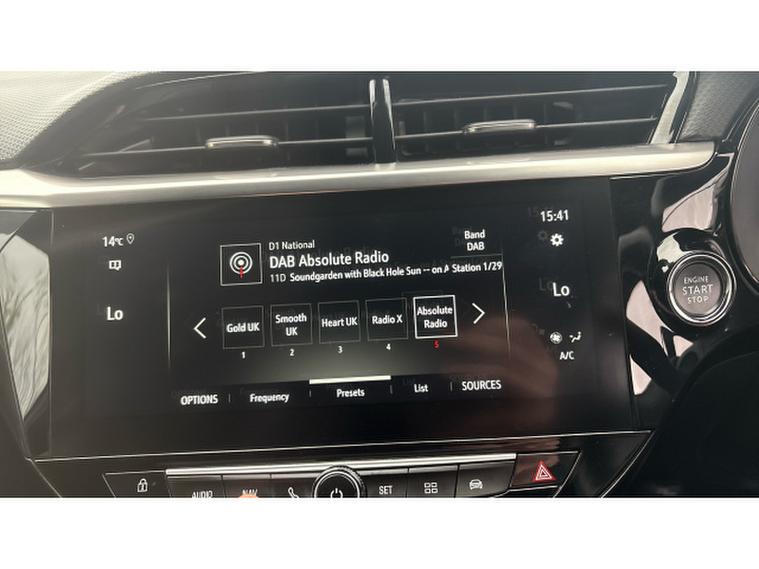 14°C
15:41
D1 National
DAB Absolute Radio
11D Soundgarden with Black Hole Sun -- on A
Band
DAB
Station 1/29
Lo
Lo
Gold UK
Smooth
UK
Heart UK
Radio X
Absolute
Radio
1
2
3
4
5
A/C
OPTIONS
Frequency
Presets
List
SOURCES
ENGINE
START
STOP
AUDIO
NAV
SET